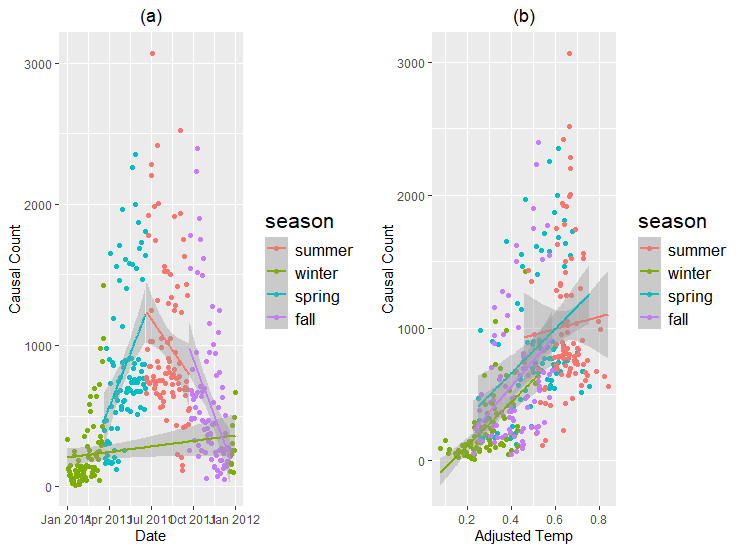 (a)
Causal Count
3000
2000
1000
0
Jan 2011
Apr 2011
Jul 2011
Oct 2011
Jan 2012
Date
season
summer
winter
spring
fall
(b)
Causal Count
3000
2000
1000
0
0.2 0.4 0.6 0.8
Adjusted Temp
season
summer
winter
spring
fall